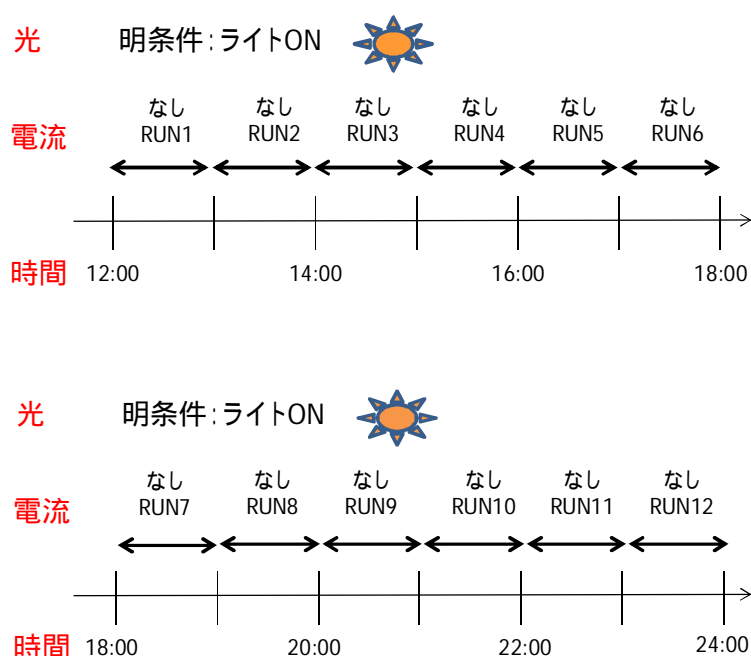 光 明条件:ライトON
なし なし なし なし なし なし
電流 RUN1 RUN2 RUN3 RUN4 RUN5 RUN6
時間 12:00 14:00 16:00 18:00
光 明条件:ライトON
なし なし なし なし なし なし
電流 RUN7 RUN8 RUN9 RUN10 RUN11 RUN12
時間 18:00 20:00 22:00 24:00